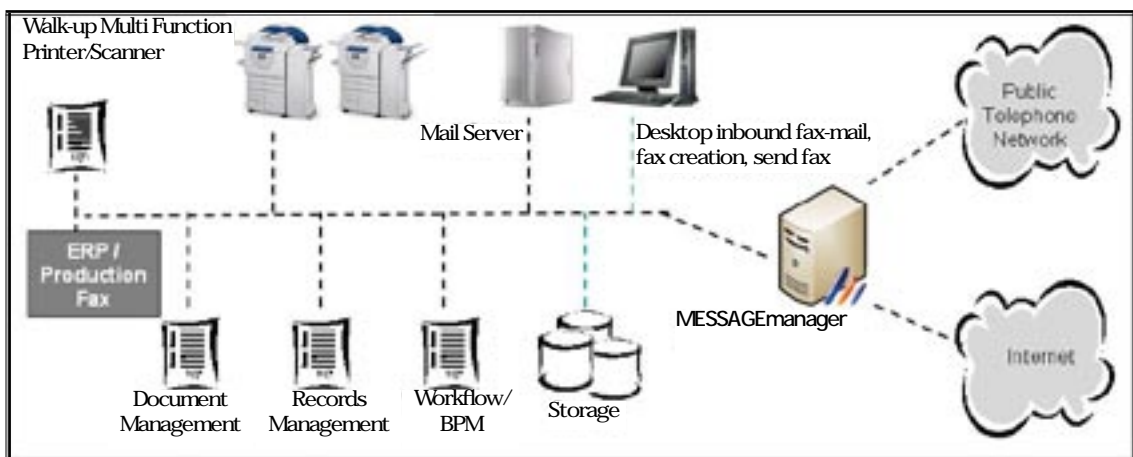 Walk-up Multi Function
Printer/Scanner
Mail Server
Desktop inbound fax-mail,
fax creation, send fax
Public
Telephone
Network
ERP /
Production
Fax
MESSAGEmanager
Internet
Document
Management
Records
Management
Workflow/
BPM
Storage